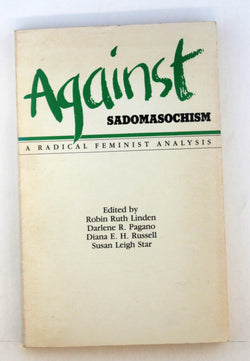 Against
SADOMASOCHISM
A RADICAL FEMINIST ANALYSIS
Edited by
Robin Ruth Linden
Darlene R. Pagano
Diana E. H. Russell
Susan Leigh Star